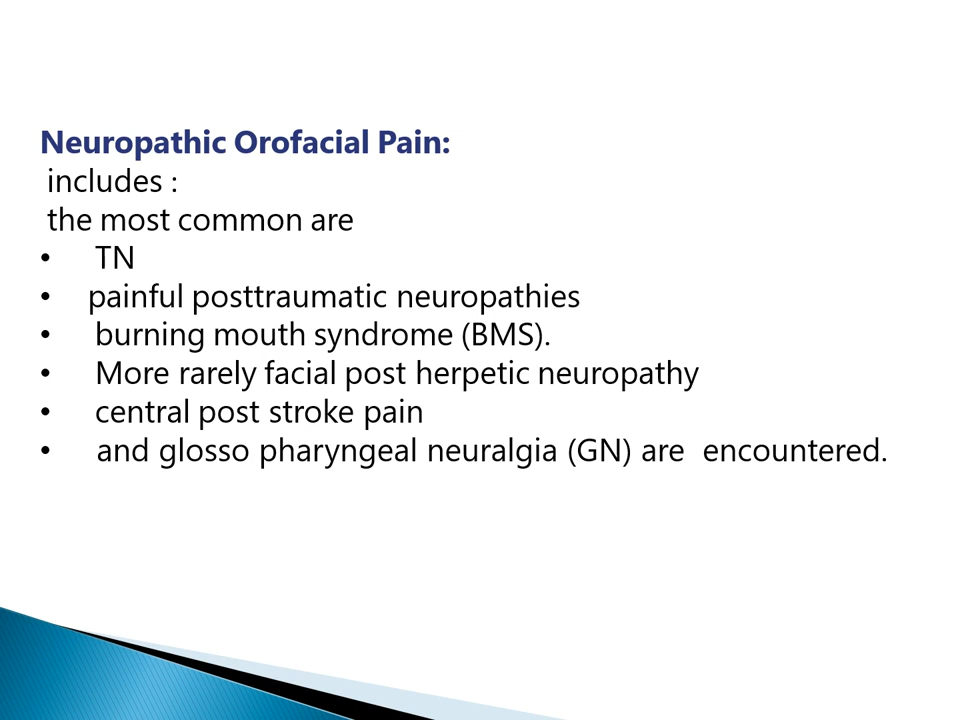 Neuropathic Orofacial Pain:
includes :
the most common are
• TN
• painful posttraumatic neuropathies
• burning mouth syndrome (BMS).
• More rarely facial post herpetic neuropathy
• central post stroke pain
• and glosso pharyngeal neuralgia (GN) are  encountered.